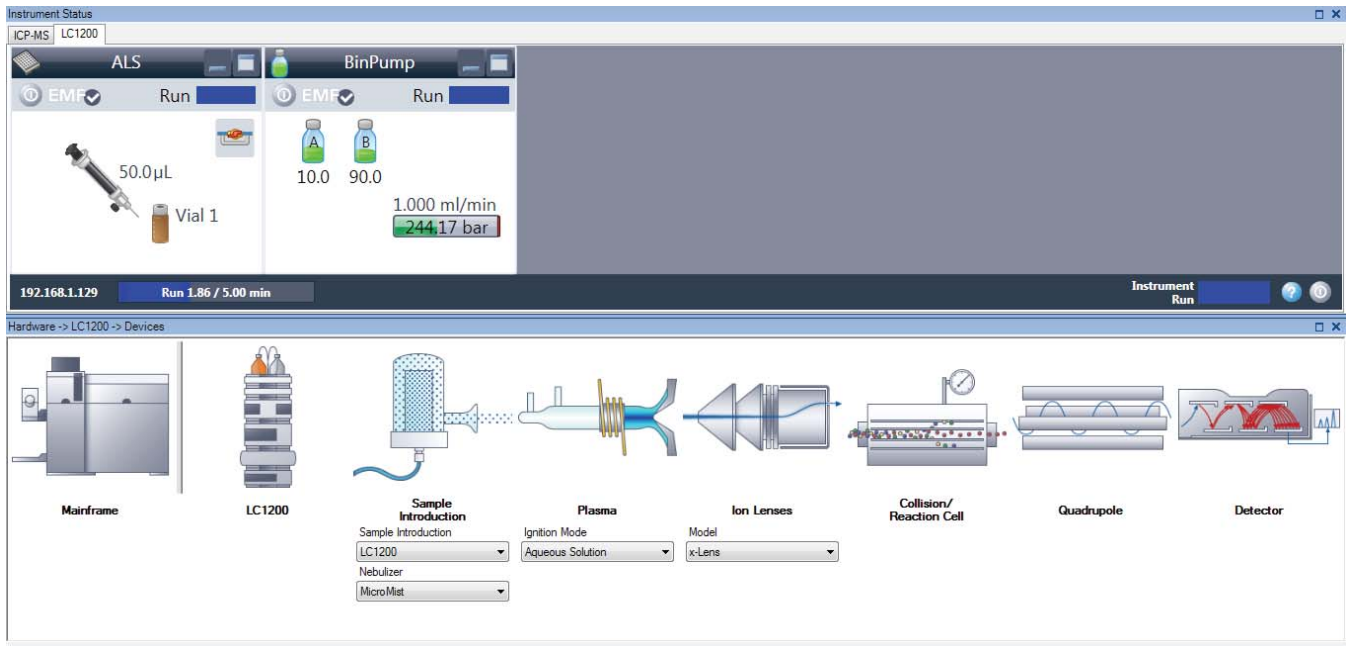 Instrument Status
ICP-MS LC1200
ALS
BinPump
EMF Run
EMF Run
50.0µL
Vial 1
A B
10.0 90.0
1.000 ml/min
244.17 bar
192.168.1.129 Run 1.86 / 5.00 min
Instrument
Run
Hardware -> LC1200 -> Devices
Mainframe
LC1200
Sample
Introduction
Plasma
Ion Lenses
Collision/
Reaction Cell
Quadrupole
Detector
Sample Introduction
LC1200
Nebulizer
MicroMist
Ignition Mode
Aqueous Solution
Model
x-Lens